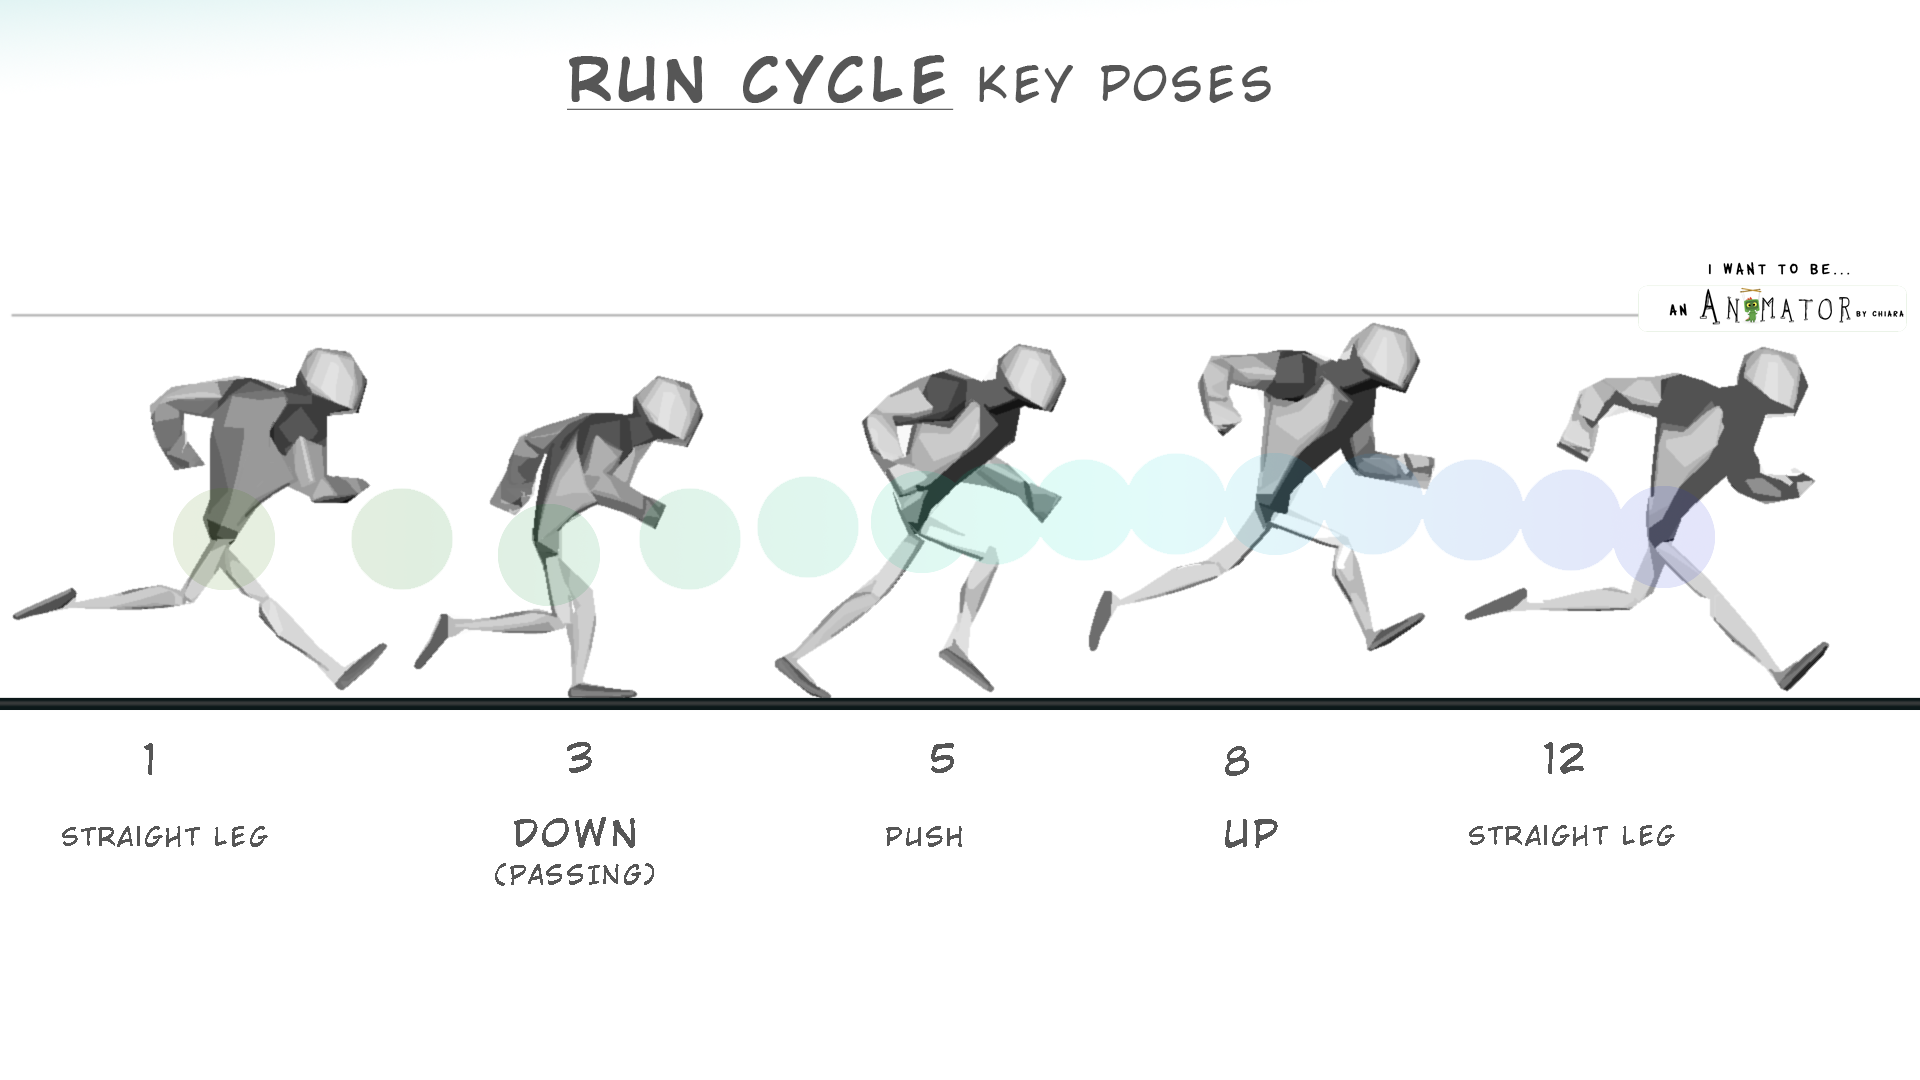 RUN CYCLE KEY POSES
I WANT TO BE...
AN ANIMATOR BY CHIARA
1 3 5 8 12
STRAIGHT LEG DOWN PUSH UP STRAIGHT LEG
(PASSING)